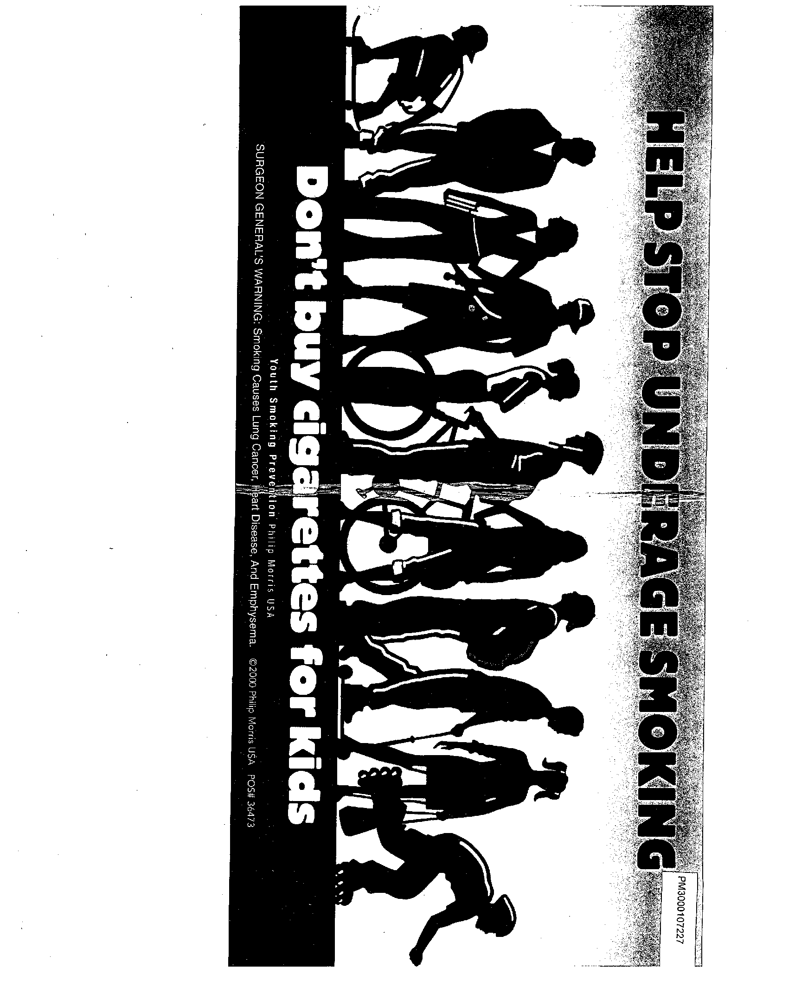 HELP STOP UNDERAGE SMOKING
PM3000107227
Don't buy cigarettes for kids
Youth Smoking Prevention Philip Morris USA
SURGEON GENERAL'S WARNING: Smoking Causes Lung Cancer, Heart Disease, And Emphysema. ©2000 Philip Morris USA POS# 36473